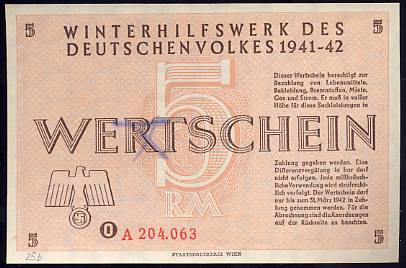 5 WINTERHILFSWERK DES 5
DEUTSCHENVOLKES 1941-42
Dieser Wertschein berechtigt zur
Bezahlung von Lebensmitteln,
Bekleidung, Brennstoffen, Miete,
Gas und Strom. Er muß in voller
Höhe für diese Sachleistungen in
5
WERTSCHEIN
Zahlung gegeben werden. Eine
Differenzvergütung in bar darf
nicht erfolgen. Jede mißbräuch-
liche Verwendung wird strafrecht-
lich verfolgt. Der Wertschein darf
nur bis zum 31. März 1942 in Zah-
lung genommen werden. Für die
Abrechnung sind die Anordnungen
auf der Rückseite zu beachten.
RM
O A 204.063
5 5
25b
STAATSDRUCKEREI WIEN